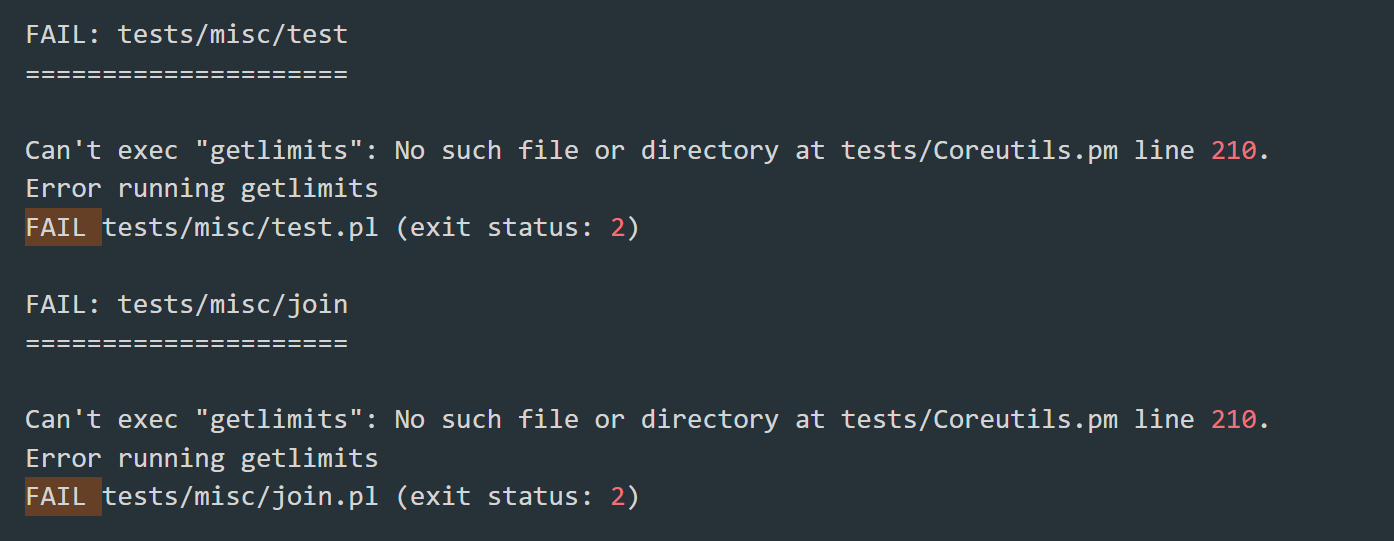 FAIL: tests/misc/test
=====================
Can't exec "getlimits": No such file or directory at tests/Coreutils.pm line 210.
Error running getlimits
FAIL tests/misc/test.pl (exit status: 2)
FAIL: tests/misc/join
=====================
Can't exec "getlimits": No such file or directory at tests/Coreutils.pm line 210.
Error running getlimits
FAIL tests/misc/join.pl (exit status: 2)